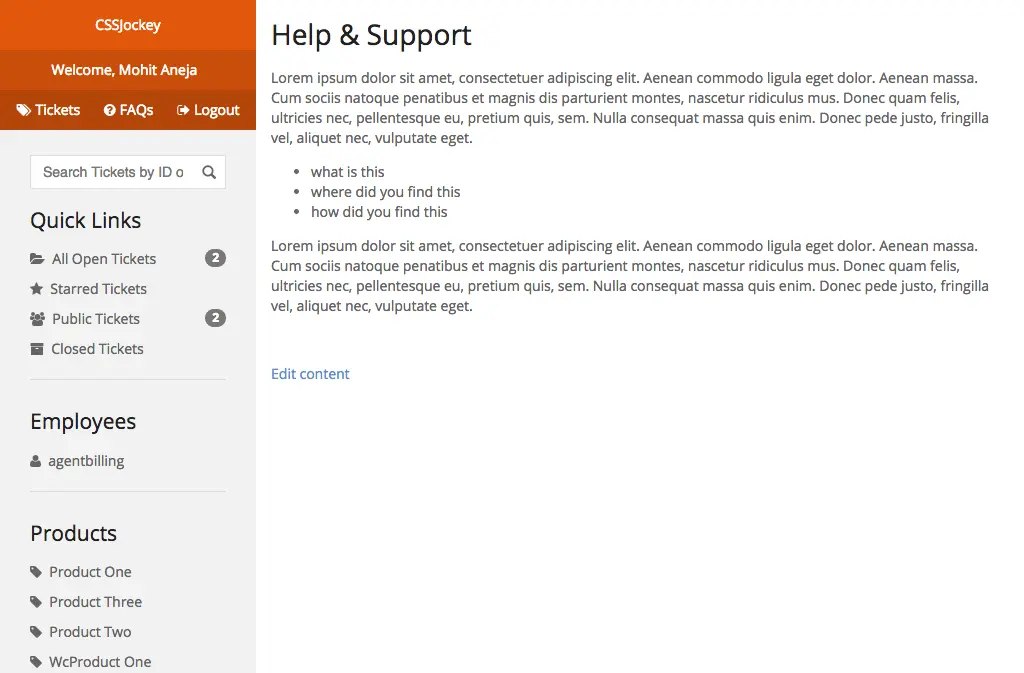 CSSJockey
Welcome, Mohit Aneja
Tickets FAQs Logout
Search Tickets by ID o
Quick Links
All Open Tickets 2
Starred Tickets
Public Tickets 2
Closed Tickets
Employees
agentbilling
Products
Product One
Product Three
Product Two
WcProduct One
Help & Support
Lorem ipsum dolor sit amet, consectetuer adipiscing elit. Aenean commodo ligula eget dolor. Aenean massa.
Cum sociis natoque penatibus et magnis dis parturient montes, nascetur ridiculus mus. Donec quam felis,
ultricies nec, pellentesque eu, pretium quis, sem. Nulla consequat massa quis enim. Donec pede justo, fringilla
vel, aliquet nec, vulputate eget.
• what is this
• where did you find this
• how did you find this
Lorem ipsum dolor sit amet, consectetuer adipiscing elit. Aenean commodo ligula eget dolor. Aenean massa.
Cum sociis natoque penatibus et magnis dis parturient montes, nascetur ridiculus mus. Donec quam felis,
ultricies nec, pellentesque eu, pretium quis, sem. Nulla consequat massa quis enim. Donec pede justo, fringilla
vel, aliquet nec, vulputate eget.
Edit content